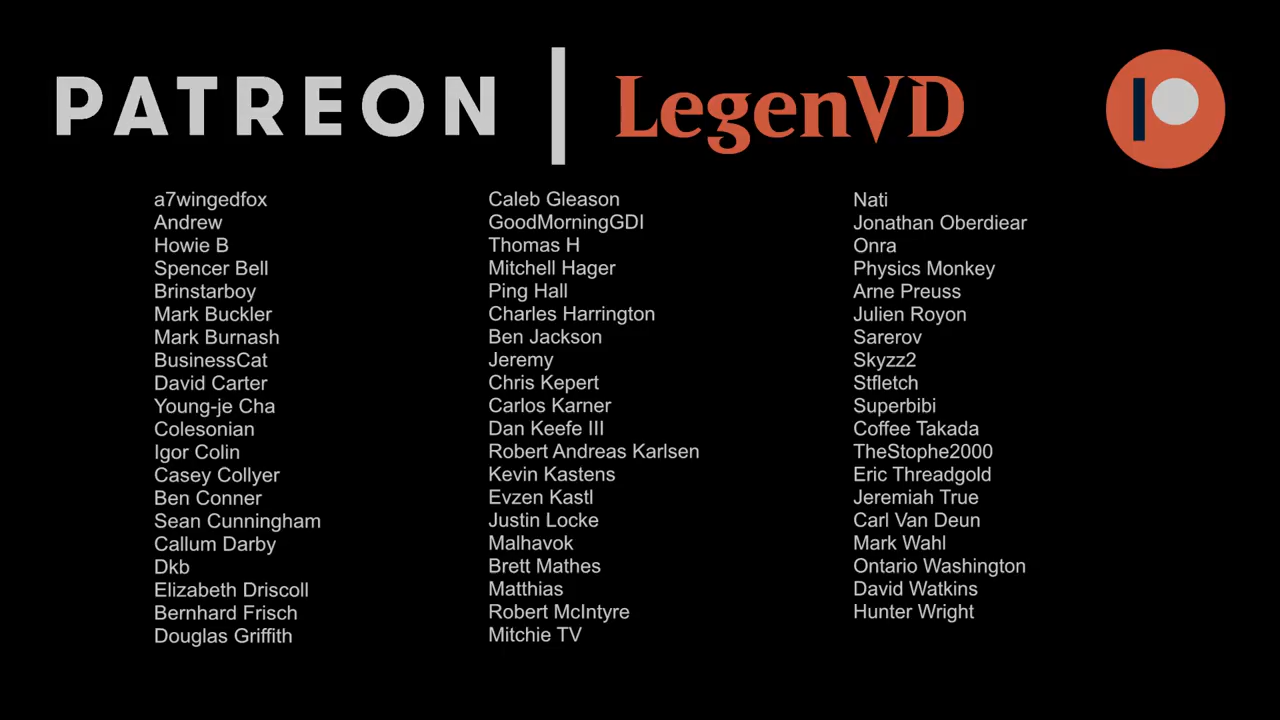 PATREON | LegenVD
a7wingedfox
Andrew
Howie B
Spencer Bell
Brinstarboy
Mark Buckler
Mark Burnash
BusinessCat
David Carter
Young-je Cha
Colesonian
Igor Colin
Casey Collyer
Ben Conner
Sean Cunningham
Callum Darby
Dkb
Elizabeth Driscoll
Bernhard Frisch
Douglas Griffith
Caleb Gleason
GoodMorningGDI
Thomas H
Mitchell Hager
Ping Hall
Charles Harrington
Ben Jackson
Jeremy
Chris Kepert
Carlos Karner
Dan Keefe III
Robert Andreas Karlsen
Kevin Kastens
Evzen Kastl
Justin Locke
Malhavok
Brett Mathes
Matthias
Robert McIntyre
Mitchie TV
Nati
Jonathan Oberdiear
Onra
Physics Monkey
Arne Preuss
Julien Royon
Sarerov
Skyzz2
Stfletch
Superbibi
Coffee Takada
TheStophe2000
Eric Threadgold
Jeremiah True
Carl Van Deun
Mark Wahl
Ontario Washington
David Watkins
Hunter Wright